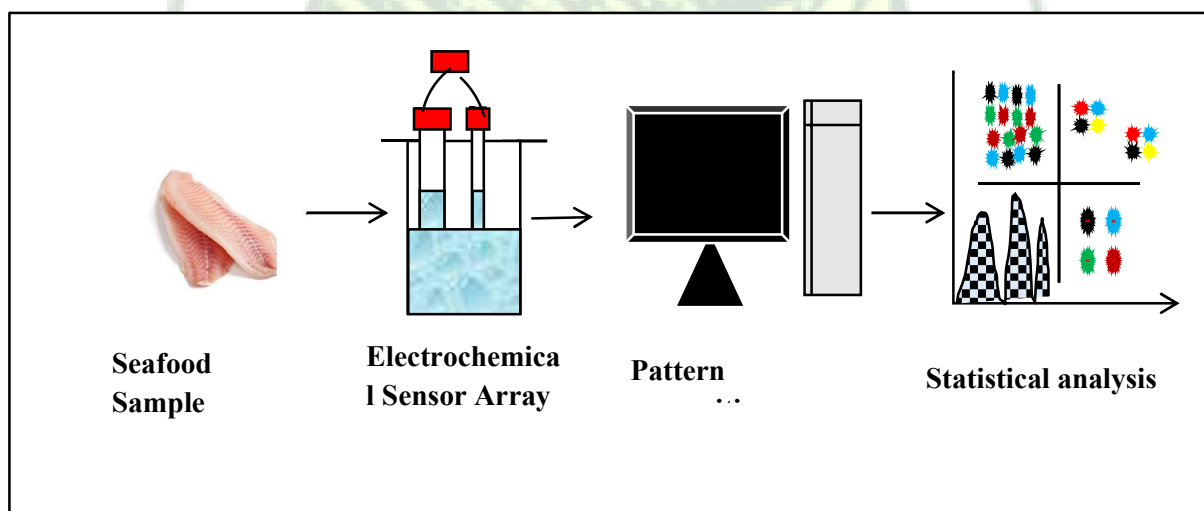 Seafood
Sample
Electrochemica
l Sensor Array
Pattern
Statistical analysis